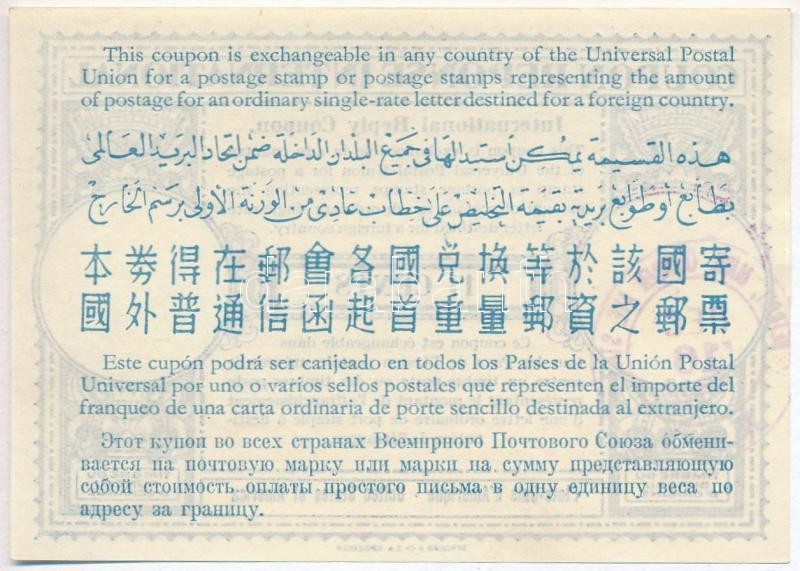 This coupon is exchangeable in any country of the Universal Postal
Union for a postage stamp or postage stamps representing the amount
of postage for an ordinary single-rate letter destined for a foreign country.
هذه القسيمة يمكن استبدالها في جميع البلدان الداخلة ضمن اتحاد البريد العالمى
بطابع أو طوابع بريدية بقيمة التخليص على خطاب عادى من الوزنة الأولى برسم الخارج
本券得在郵會各國兌換等於該國寄
國外普通信函起首重量郵資之郵票
Este cupón podrá ser canjeado en todos los Países de la Unión Postal
Universal por uno o varios sellos postales que representen el importe del
franqueo de una carta ordinaria de porte sencillo destinada al extranjero.
Этот купон во всех странах Всемирного Почтового Союза обмени-
вается на почтовую марку или марки на сумму представляющую
собой стоимость оплаты простого письма в одну единицу веса по
адресу за границу.